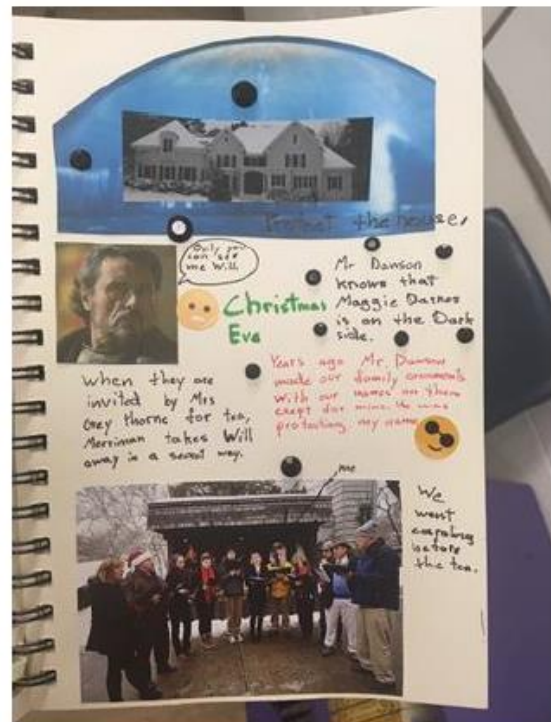 Protect the house,
Only you
can see
me Will
Mr Dawson
knows that
Maggie Barnes
is on the Dark
side.
Christmas
Eve
Years ago Mr. Dawson
made our family ornaments
with our names on them
exept for mine. He was
protecting my name
when they are
invited by Mrs
Grey thorne for tea,
Merriman takes Will
away in a secret way.
me
We
went
caroling
before
the tea.